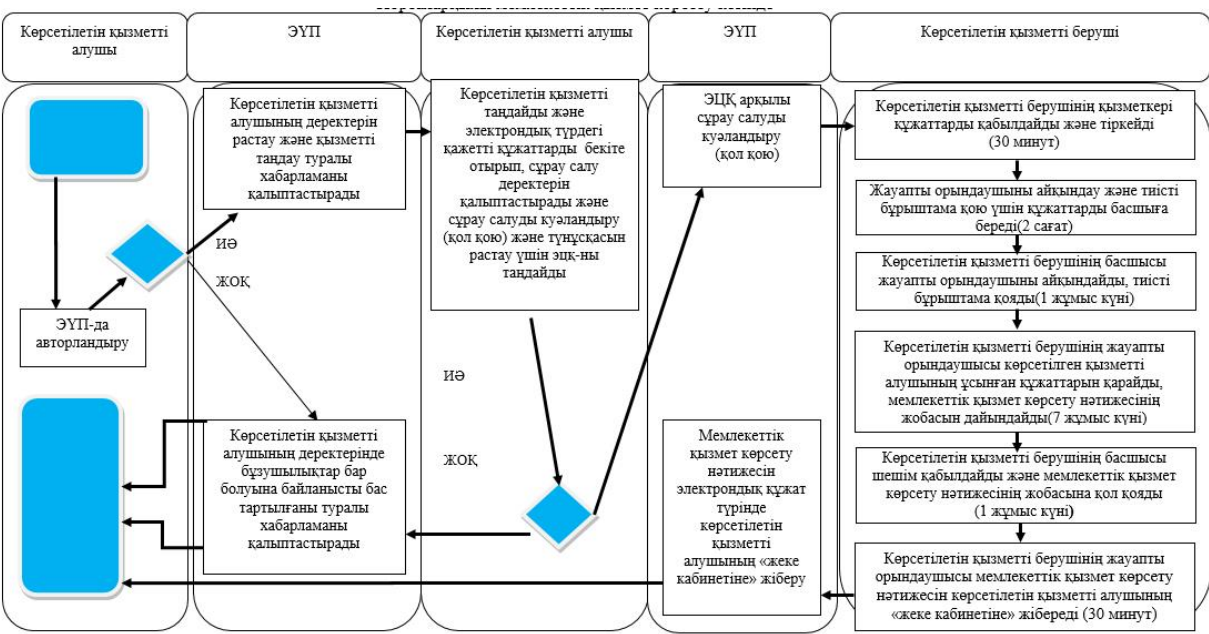 Көрсетілетін қызметті
алушы
ЭҮП
Көрсетілетін қызметті алушы
ЭҮП
Көрсетілетін қызметті беруші
ЭҮП-да
авторландыру
Көрсетілетін қызметті
алушының деректерін
растау және қызметті
таңдау туралы
хабарламаны
қалыптастырады
ИӘ
ЖОҚ
Көрсетілетін қызметті
алушының деректерінде
бұзушылықтар бар
болуына байланысты бас
тартылғаны туралы
хабарламаны
қалыптастырады
Көрсетілетін қызметті
таңдайды және
электрондық түрдегі
қажетті құжаттарды бекіте
отырып, сұрау салу
деректерін
қалыптастырады және
сұрау салуды куәландыру
(қол қою) және түнұсқасын
растау үшін эцк-ны
таңдайды
ИӘ
ЖОҚ
ЭЦҚ арқылы
сұрау салуды
куәландыру
(қол қою)
Мемлекеттік
қызмет көрсету
нәтижесін
электрондық құжат
түрінде
көрсетілетін
қызметті
алушының «жеке
кабинетіне» жіберу
Көрсетілетін қызметті берушінің қызметкері
құжаттарды қабылдайды және тіркейді
(30 минут)
Жауапты орындаушыны айқындау және тиісті
бұрыштама қою үшін құжаттарды басшыға
береді(2 сағат)
Көрсетілетін қызметті берушінің басшысы
жауапты орындаушыны айқындайды, тиісті
бұрыштама қояды(1 жұмыс күні)
Көрсетілетін қызметті берушінің жауапты
орындаушысы көрсетілген қызметті
алушының ұсынған құжаттарын қарайды,
мемлекеттік қызмет көрсету нәтижесінің
жобасын дайындайды(7 жұмыс күні)
Көрсетілетін қызметті берушінің басшысы
шешім қабылдайды және мемлекеттік қызмет
көрсету нәтижесінің жобасына қол қояды
(1 жұмыс күні)
Көрсетілетін қызметті берушінің жауапты
орындаушысы мемлекеттік қызмет көрсету
нәтижесін көрсетілетін қызметті алушының
«жеке кабинетіне» жібереді (30 минут)